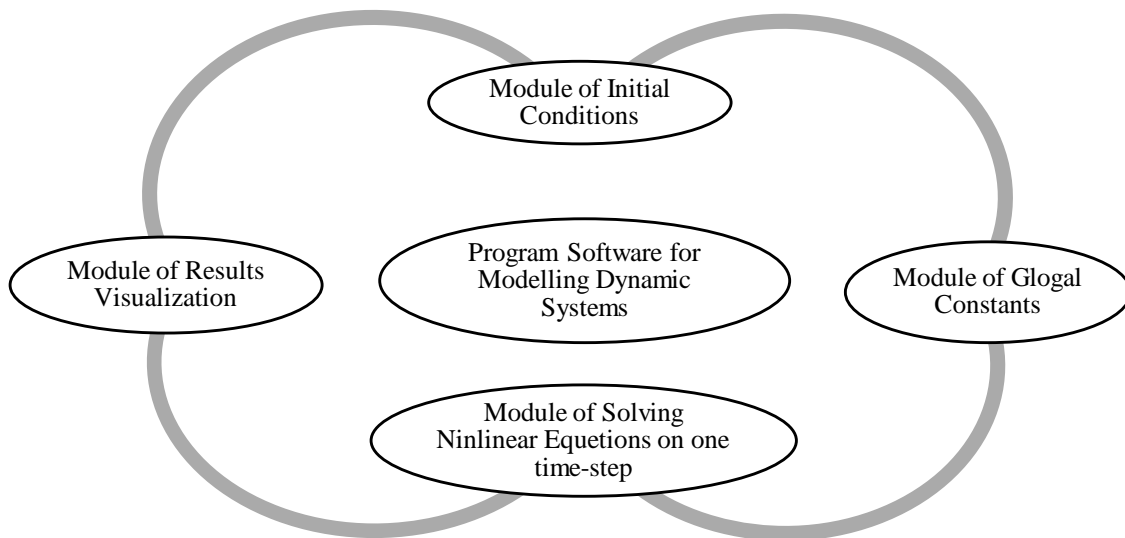 Module of Initial
Conditions
Module of Results
Visualization
Program Software for
Modelling Dynamic
Systems
Module of Glogal
Constants
Module of Solving
Ninlinear Equetions on one
time-step